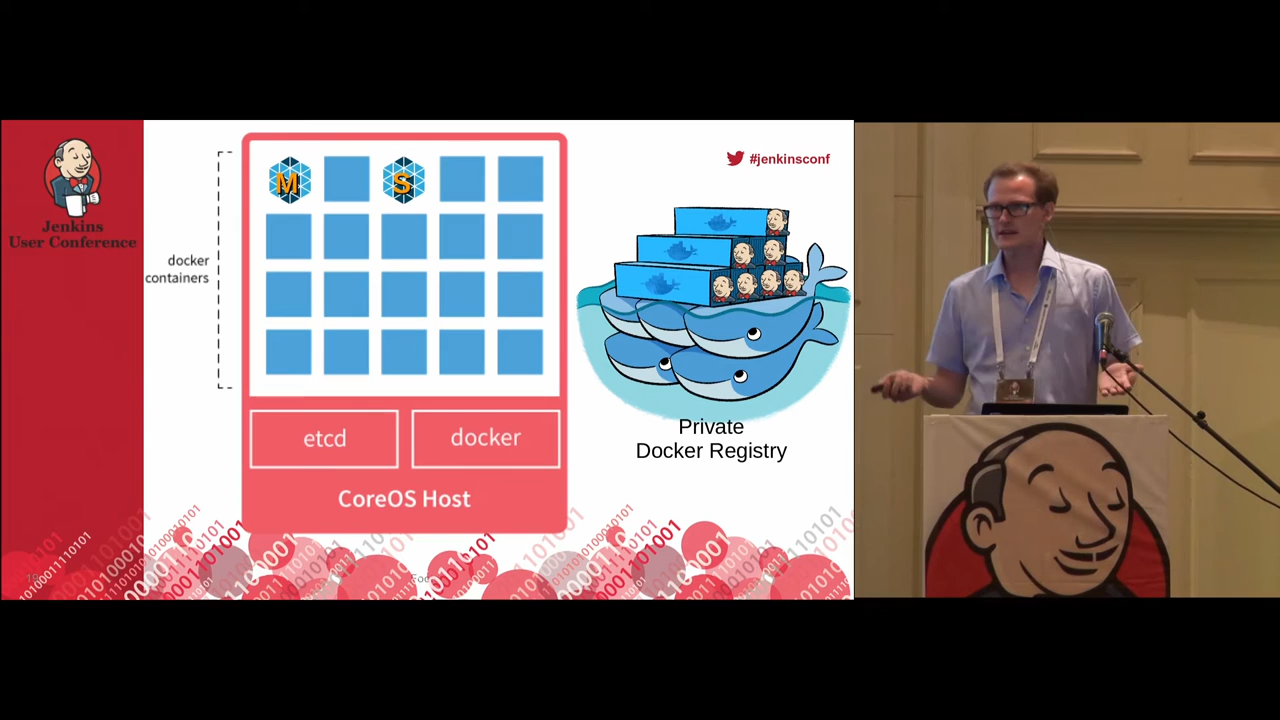 Jenkins
User Conference
docker
containers
M
S
etcd
docker
CoreOS Host
#jenkinsconf
Private
Docker Registry